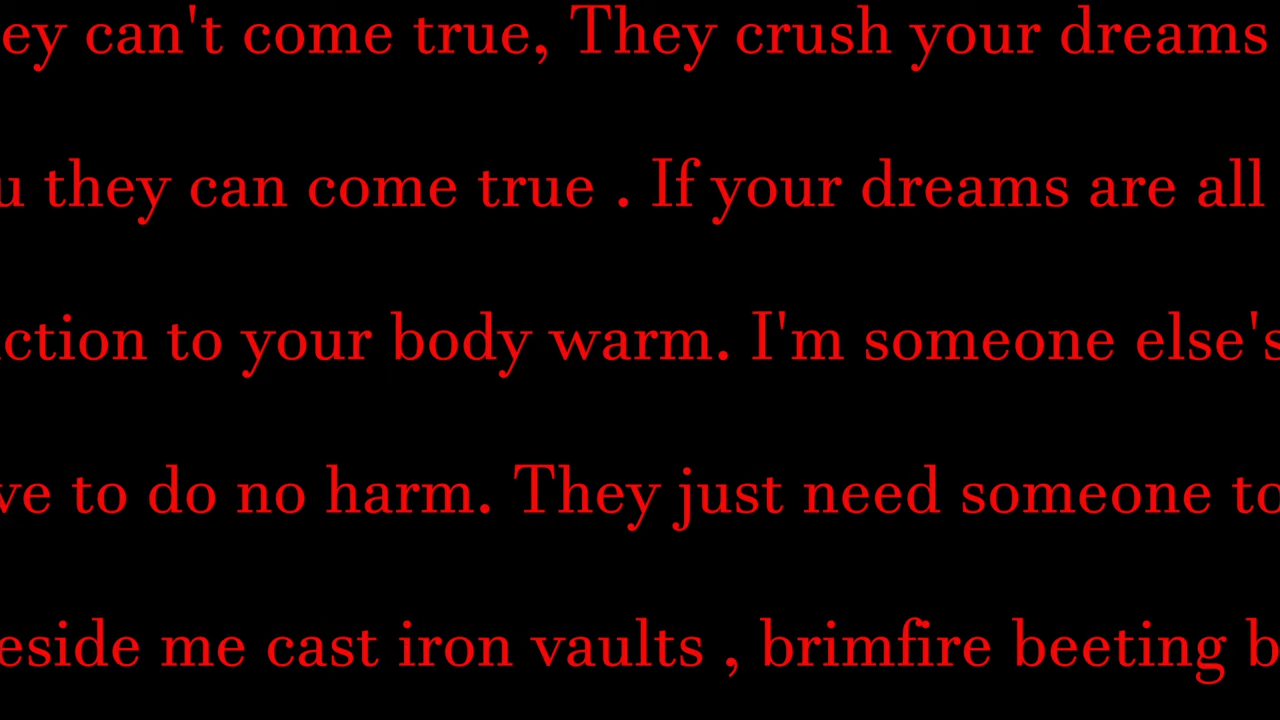 ey can't come true, They crush your dreams
u they can come true . If your dreams are all
ction to your body warm. I'm someone else's
ve to do no harm. They just need someone to
eside me cast iron vaults , brimfire beeting b